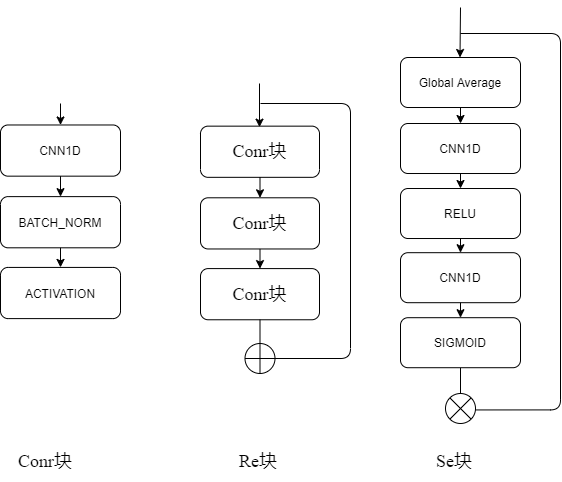 CNN1D
BATCH_NORM
ACTIVATION
Conr块
Conr块
Conr块
Conr块
Re块
Global Average
CNN1D
RELU
CNN1D
SIGMOID
Se块